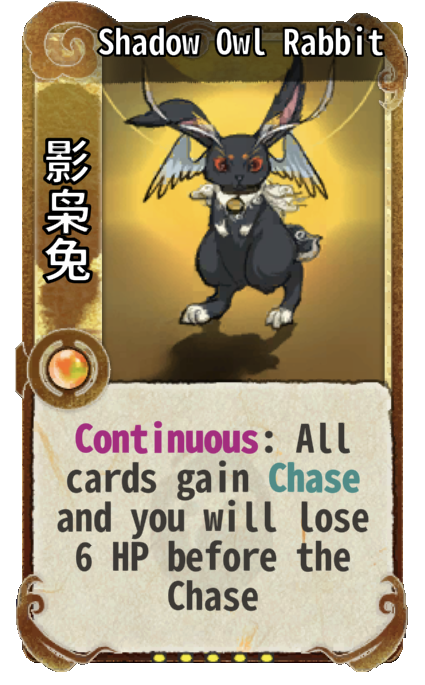 Shadow Owl Rabbit
影枭兔
Continuous: All
cards gain Chase
and you will lose
6 HP before the
Chase